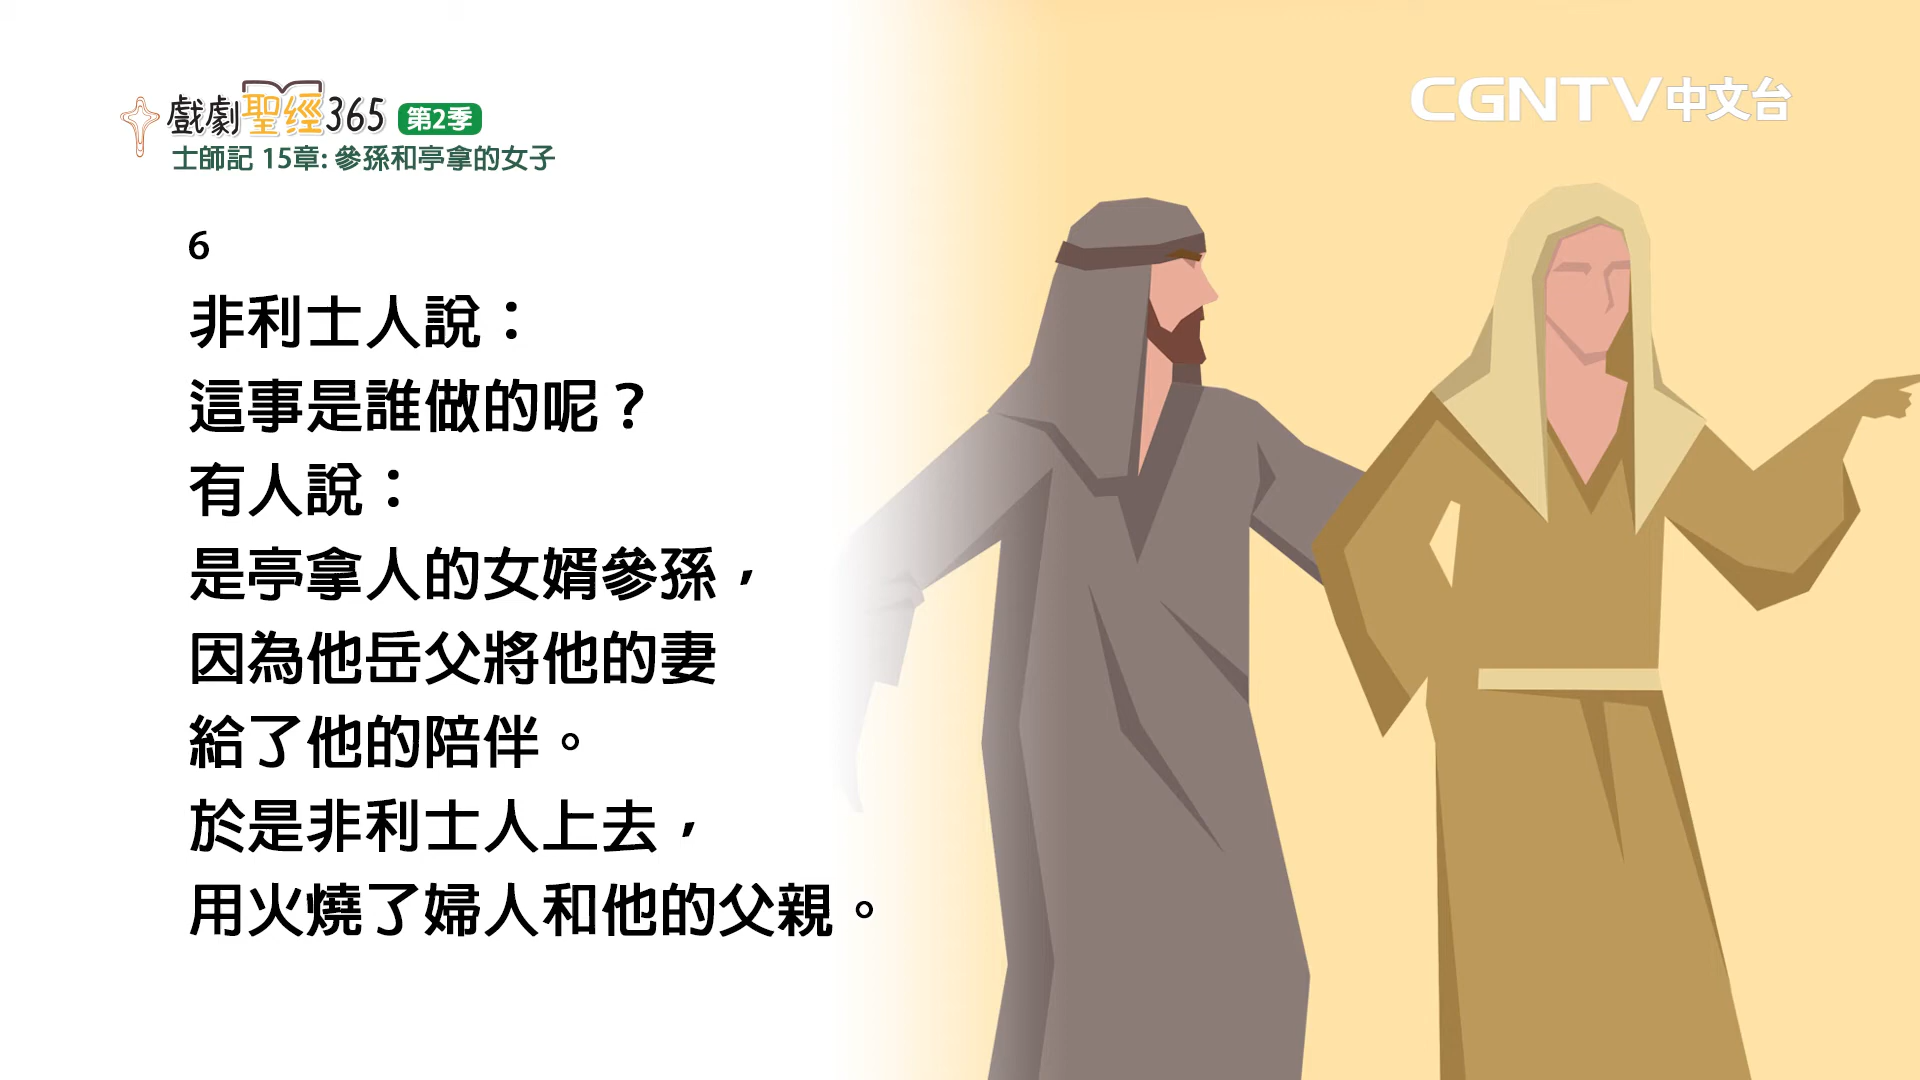 戲劇聖經365 第2季
CGNTV中文台
士師記 15章: 參孫和亭拿的女子
6
非利士人說：
這事是誰做的呢？
有人說：
是亭拿人的女婿參孫，
因為他岳父將他的妻
給了他的陪伴。
於是非利士人上去，
用火燒了婦人和他的父親。